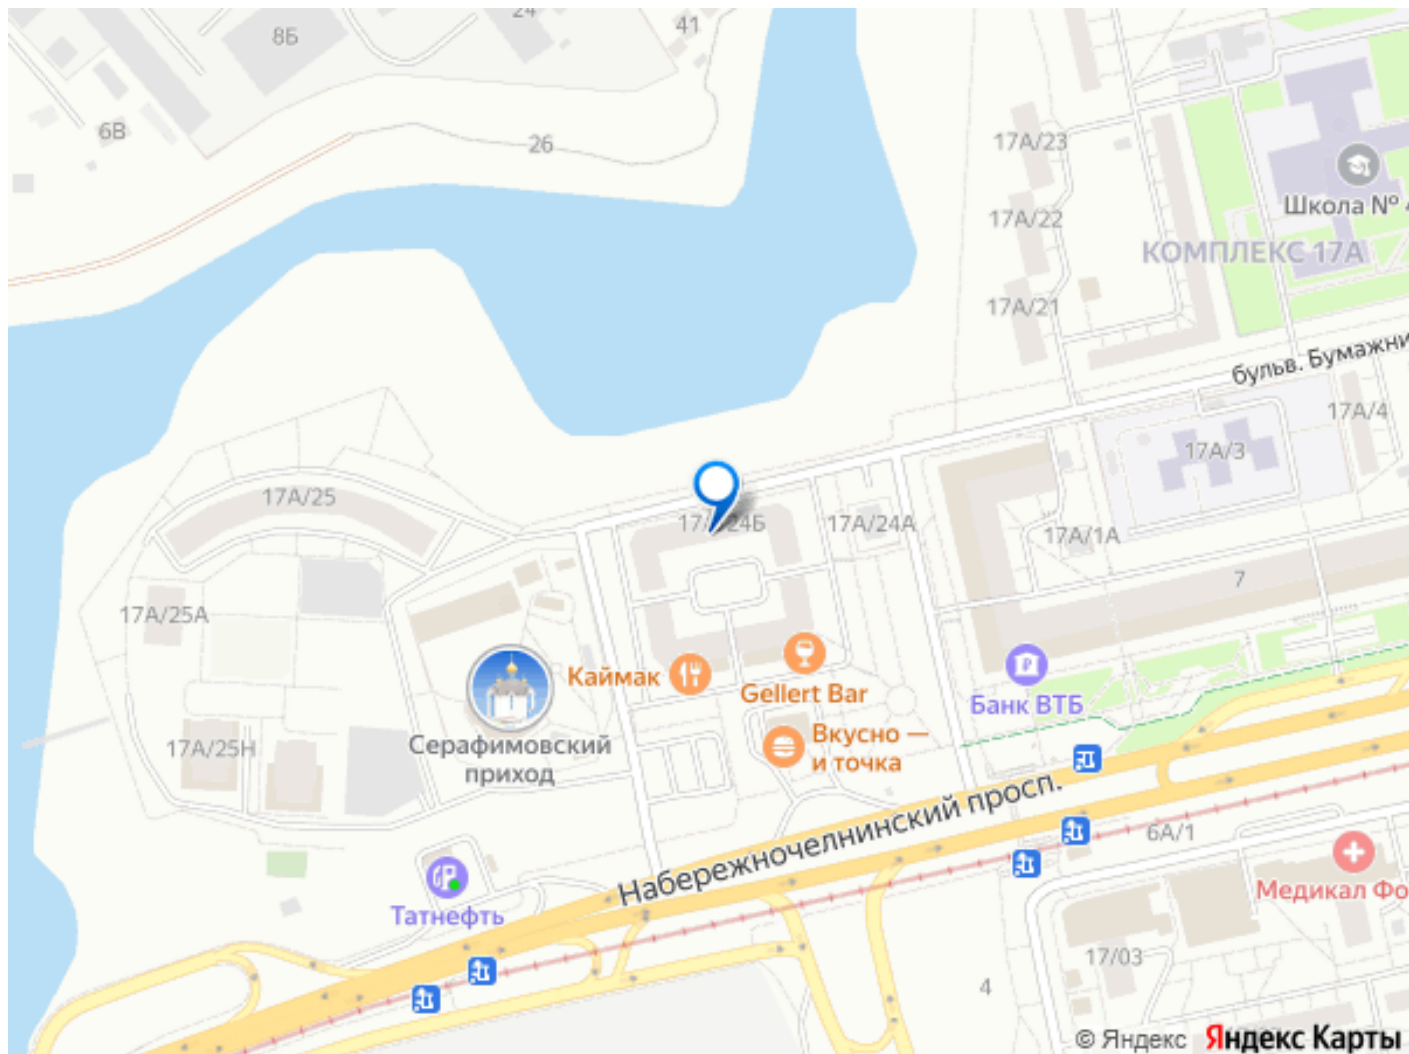 24
41
8Б
6В
26
17А/23
Школа № 4
17А/22
КОМПЛЕКС 17А
17А/21
бульв. Бумажни
17А/4
17А/3
17А/25
17А/24Б
17А/24А
17А/1А
7
17А/25А
Каймак
Gellert Bar
Банк ВТБ
17А/25Н
Серафимовский
приход
Вкусно —
и точка
Набережночелнинский просп.
6А/1
Татнефть
Медикал Фо
17/03
4
© Яндекс Яндекс Карты